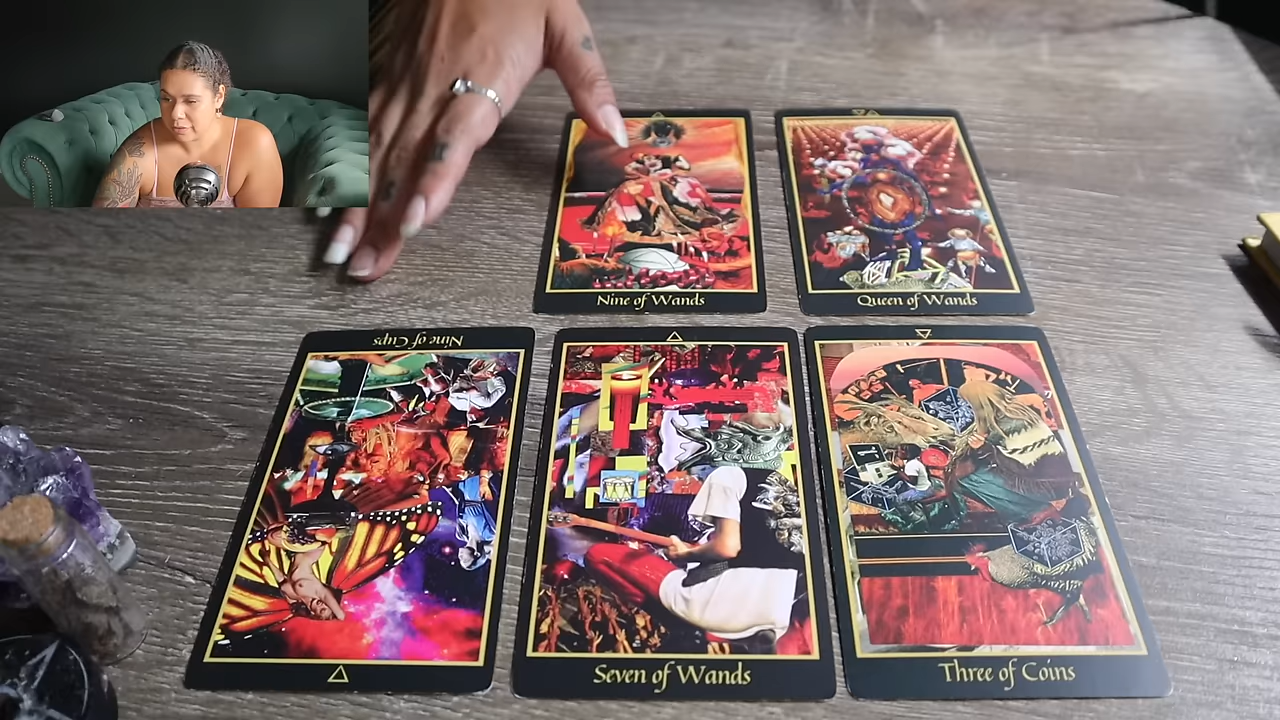 Nine of Wands
Queen of Wands
Nine of Cups
Seven of Wands
Three of Coins